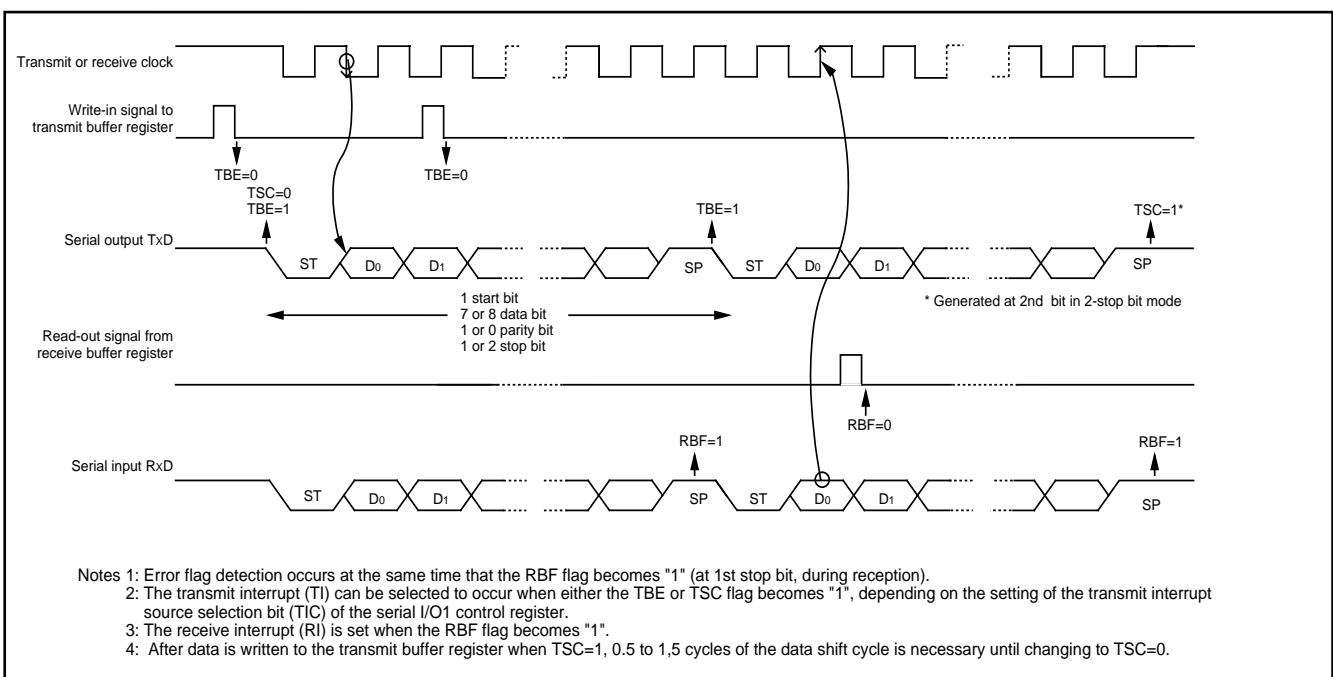 Transmit or receive clock
Write-in signal to
transmit buffer register
TBE=0
TBE=0
TSC=0
TBE=1
TBE=1
TSC=1*
Serial output TxD
ST
D0
D1
SP
ST
D0
D1
SP
1 start bit
7 or 8 data bit
1 or 0 parity bit
1 or 2 stop bit
* Generated at 2nd bit in 2-stop bit mode
Read-out signal from
receive buffer register
RBF=0
RBF=1
RBF=1
Serial input RxD
ST
D0
D1
SP
ST
D0
D1
SP
Notes 1: Error flag detection occurs at the same time that the RBF flag becomes "1" (at 1st stop bit, during reception).
2: The transmit interrupt (TI) can be selected to occur when either the TBE or TSC flag becomes "1", depending on the setting of the transmit interrupt
source selection bit (TIC) of the serial I/O1 control register.
3: The receive interrupt (RI) is set when the RBF flag becomes "1".
4: After data is written to the transmit buffer register when TSC=1, 0.5 to 1,5 cycles of the data shift cycle is necessary until changing to TSC=0.